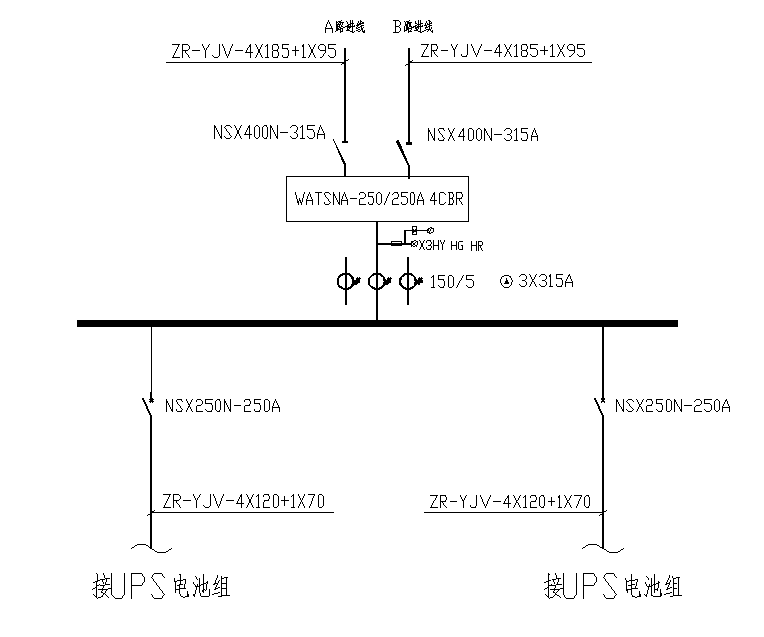 A路进线 B路进线
ZR-YJV-4X185+1X95 ZR-YJV-4X185+1X95
NSX400N-315A NSX400N-315A
WATSNA-250/250A 4CBR
X3HY HG HR
150/5 3X315A
NSX250N-250A NSX250N-250A
ZR-YJV-4X120+1X70 ZR-YJV-4X120+1X70
接UPS电池组 接UPS电池组